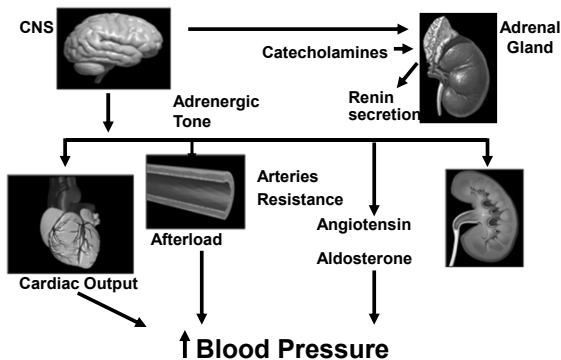 CNS
Adrenal
Gland
Catecholamines
Renin
secretion
Adrenergic
Tone
Arteries
Resistance
Angiotensin
Afterload
Aldosterone
Cardiac Output
Blood Pressure